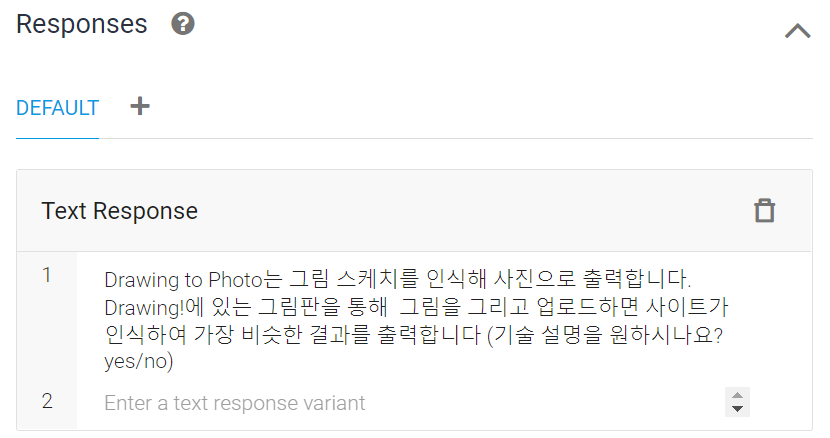 Responses ?
DEFAULT +
Text Response
1 Drawing to Photo는 그림 스케치를 인식해 사진으로 출력합니다.
Drawing!에 있는 그림판을 통해  그림을 그리고 업로드하면 사이트가
인식하여 가장 비슷한 결과를 출력합니다 (기술 설명을 원하시나요?
yes/no)
2 Enter a text response variant